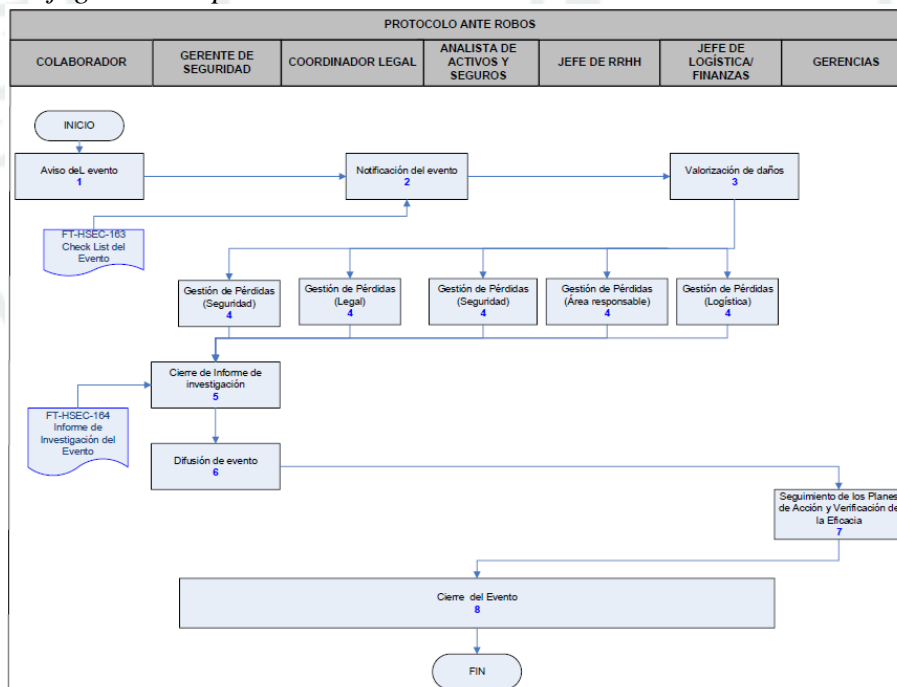 PROTOCOLO ANTE ROBOS
COLABORADOR
GERENTE DE
SEGURIDAD
COORDINADOR LEGAL
ANALISTA DE
ACTIVOS Y
SEGUROS
JEFE DE RRHH
JEFE DE
LOGÍSTICA/
FINANZAS
GERENCIAS
INICIO
Aviso deL evento
1
Notificación del evento
2
Valorización de daños
3
FT-HSEC-163
Check List del
Evento
Gestión de Pérdidas
(Seguridad)
4
Gestión de Pérdidas
(Legal)
4
Gestión de Pérdidas
(Seguridad)
4
Gestión de Pérdidas
(Área responsable)
4
Gestión de Pérdidas
(Logística)
4
Cierre de Informe de
investigación
5
FT-HSEC-164
Informe de
Investigación del
Evento
Difusión de evento
6
Seguimiento de los Planes
de Acción y Verificación de
la Eficacia
7
Cierre del Evento
8
FIN